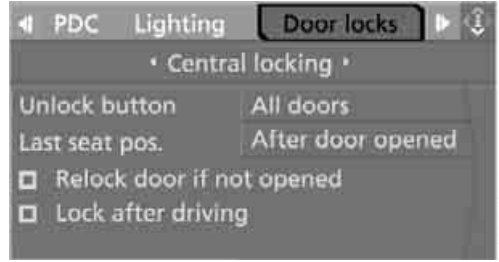 PDC Lighting Door locks
Central locking
Unlock button All doors
Last seat pos. After door opened
Relock door if not opened
Lock after driving